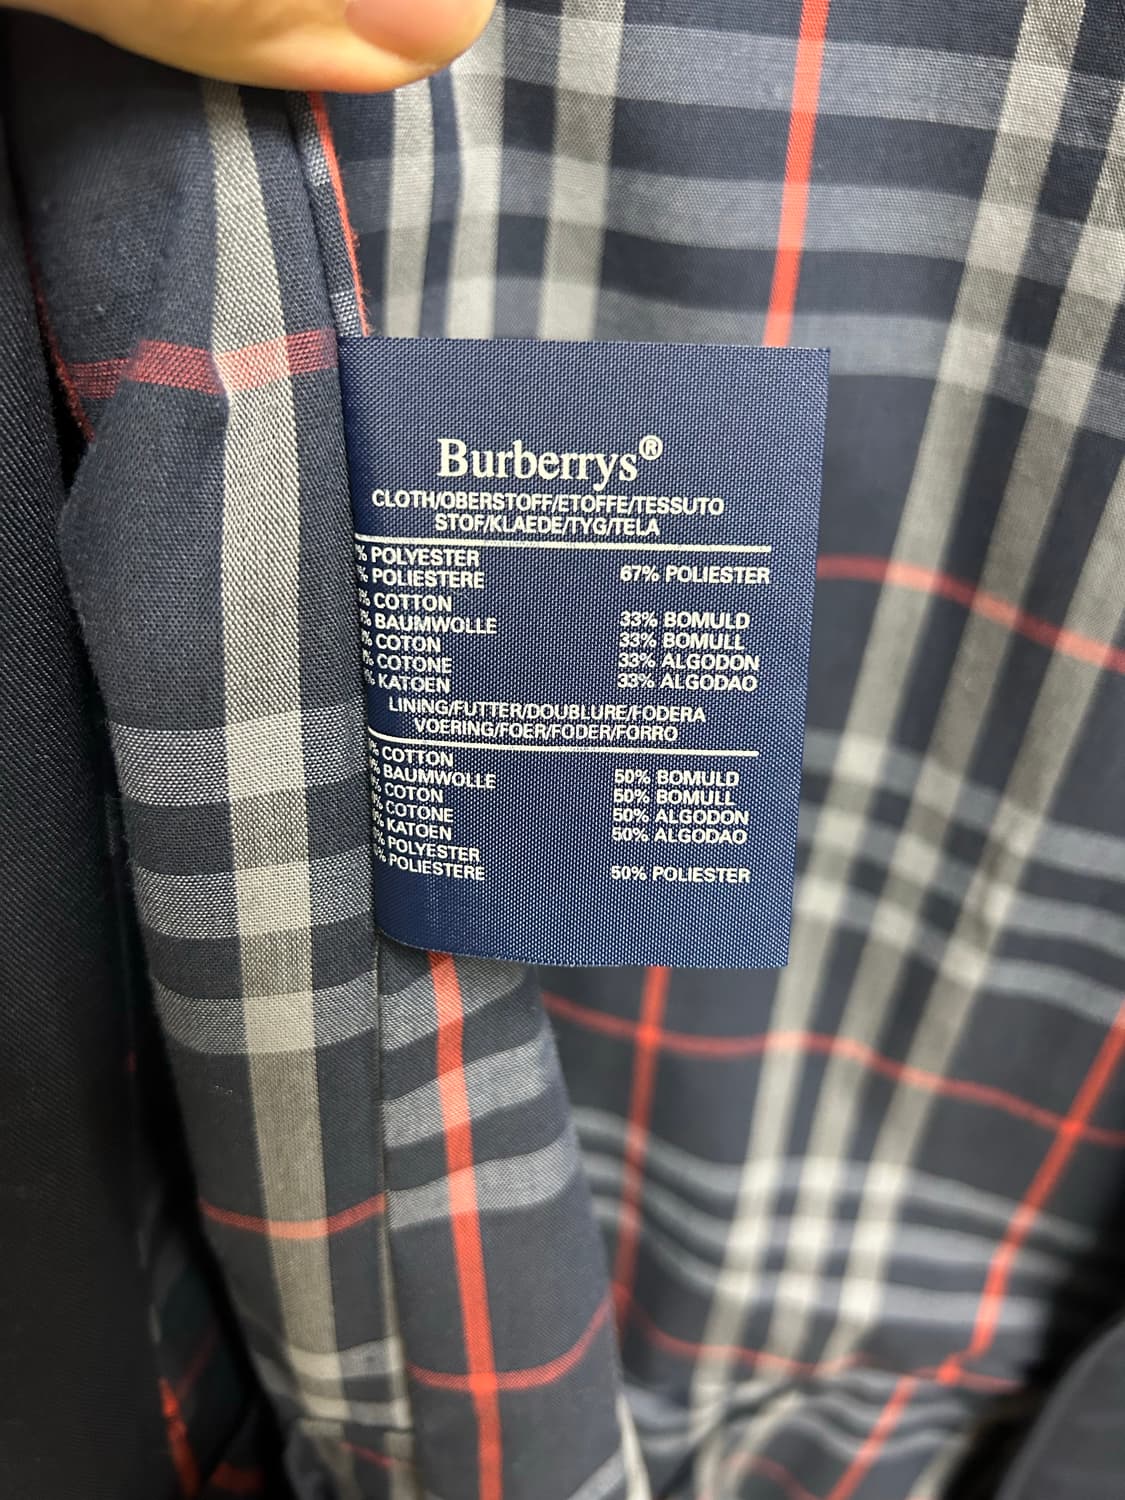 Burberrys®
CLOTH/OBERSTOFF/ETOFFE/TESSUTO
STOF/KLAEDE/TYG/TELA
% POLYESTER
% POLIESTERE 67% POLIESTER
% COTTON
% BAUMWOLLE 33% BOMULD
% COTON 33% BOMULL
% COTONE 33% ALGODON
% KATOEN 33% ALGODAO
LINING/FUTTER/DOUBLURE/FODERA
VOERING/FOER/FODER/FORRO
% COTTON
% BAUMWOLLE 50% BOMULD
% COTON 50% BOMULL
% COTONE 50% ALGODON
% KATOEN 50% ALGODAO
% POLYESTER
% POLIESTERE 50% POLIESTER